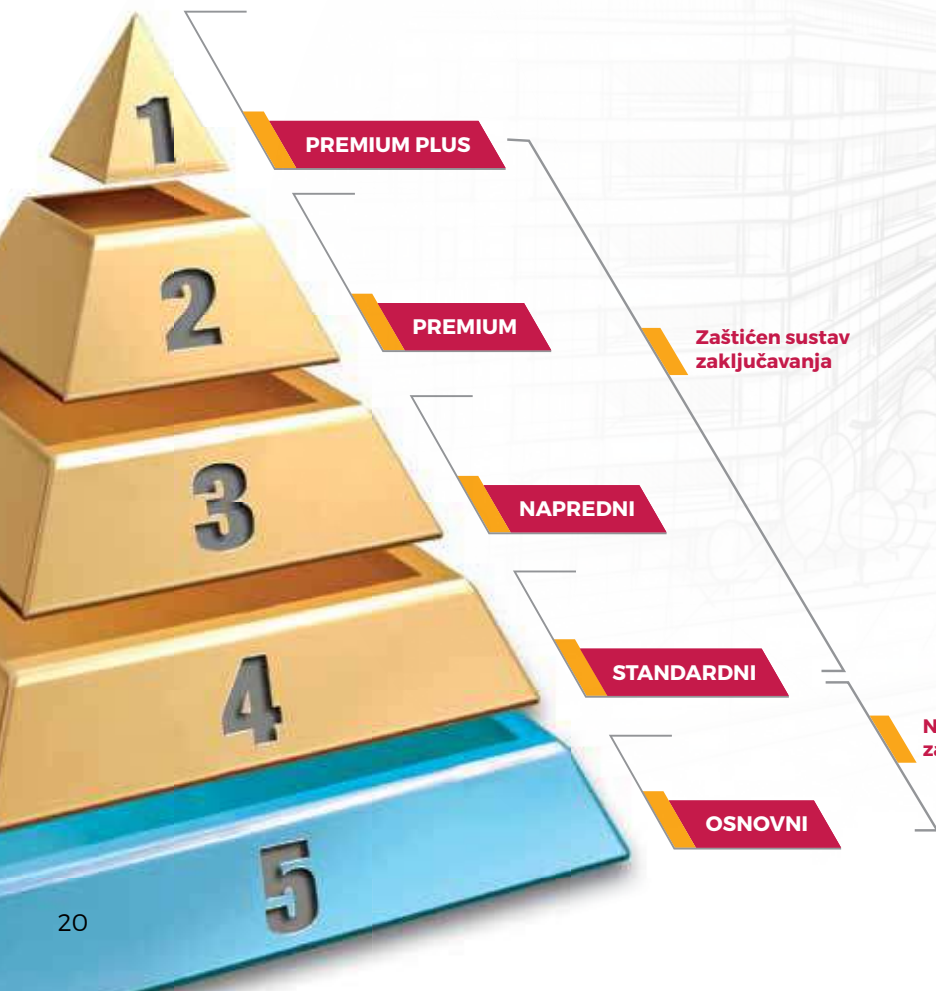 1
PREMIUM PLUS
2
PREMIUM
Zaštićen sustav
zaključavanja
3
NAPREDNI
4
STANDARDNI
5
OSNOVNI
20